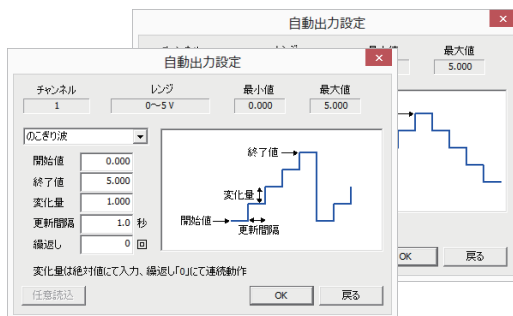 自動出力設定
最大値
5.000
自動出力設定
チャンネル レンジ 最小値 最大値
1 0～5 V 0.000 5.000
のこぎり波
開始値 0.000
終了値 5.000
変化量 1.000
更新間隔 1.0 秒
繰返し 0 回
終了値
変化量
開始値
更新間隔
変化量は絶対値にて入力、繰返し「0」にて連続動作
任意読込 OK 戻る
OK 戻る